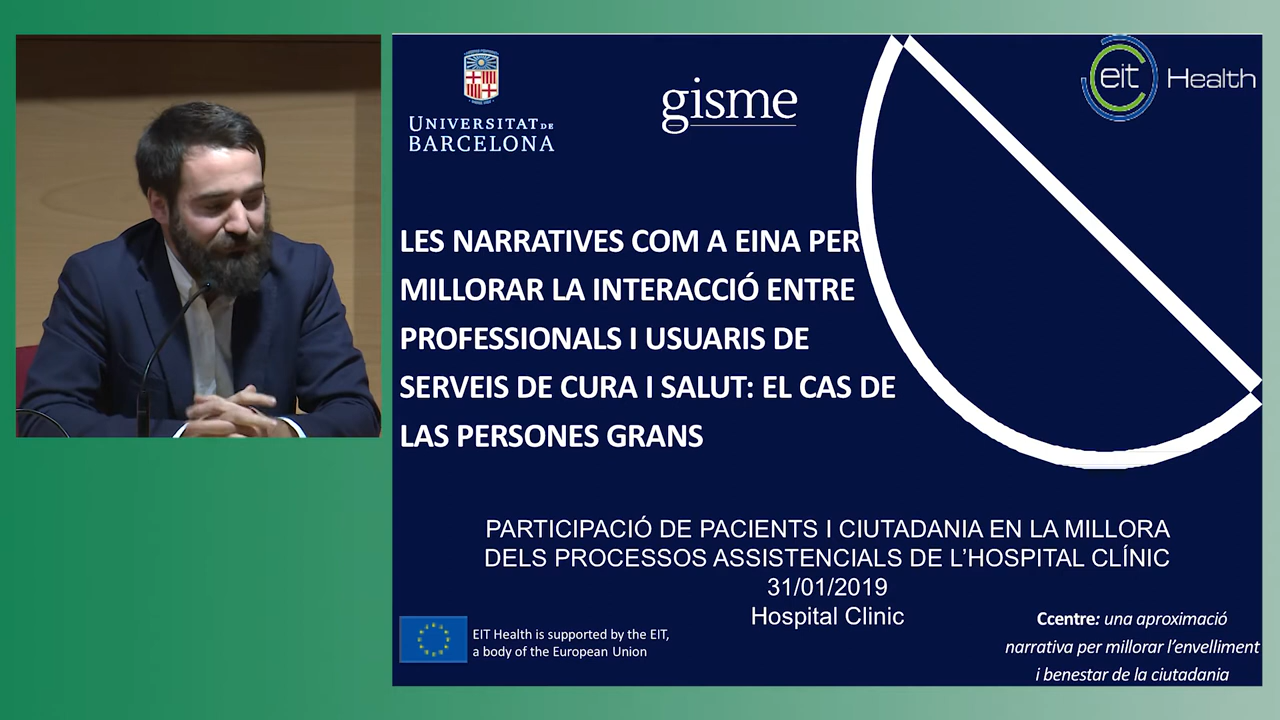 UNIVERSITAT DE
BARCELONA
gisme
eit Health
LES NARRATIVES COM A EINA PER
MILLORAR LA INTERACCIÓ ENTRE
PROFESSIONALS I USUARIS DE
SERVEIS DE CURA I SALUT: EL CAS DE
LAS PERSONES GRANS
PARTICIPACIÓ DE PACIENTS I CIUTADANIA EN LA MILLORA
DELS PROCESSOS ASSISTENCIALS DE L'HOSPITAL CLÍNIC
31/01/2019
Hospital Clinic
EIT Health is supported by the EIT,
a body of the European Union
Ccentre: una aproximació
narrativa per millorar l'envelliment
i benestar de la ciutadania